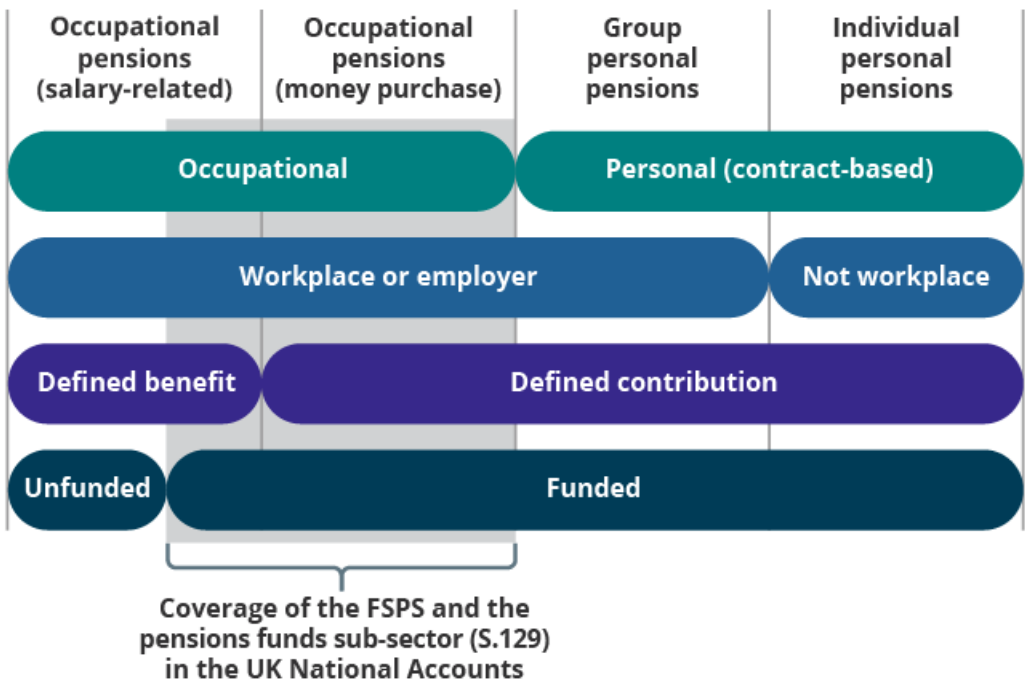 Occupational
pensions
(salary-related)
Occupational
pensions
(money purchase)
Group
personal
pensions
Individual
personal
pensions
Occupational
Personal (contract-based)
Workplace or employer
Not workplace
Defined benefit
Defined contribution
Unfunded
Funded
Coverage of the FSPS and the
pensions funds sub-sector (S.129)
in the UK National Accounts